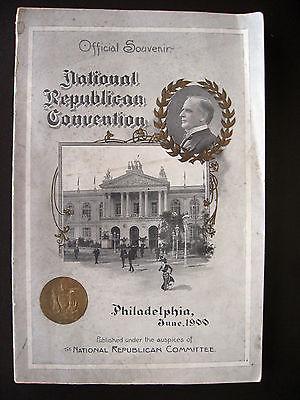 Official Souvenir
National
Republican
Convention
Philadelphia,
June, 1900
Published under the auspices of
THE NATIONAL REPUBLICAN COMMITTEE.